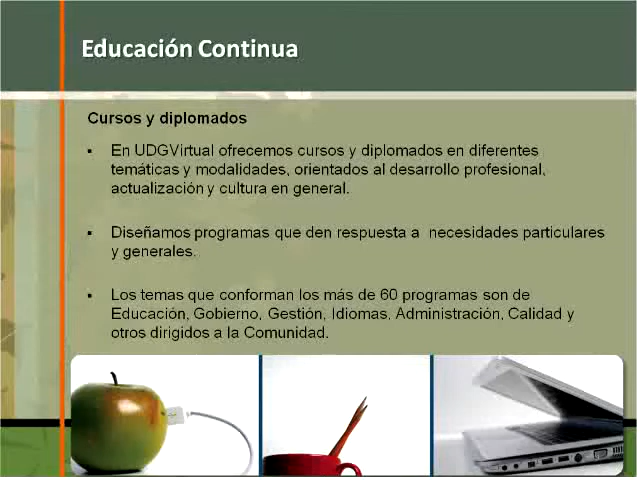 Educación Continua
Cursos y diplomados
▪ En UDGVirtual ofrecemos cursos y diplomados en diferentes
temáticas y modalidades, orientados al desarrollo profesional,
actualización y cultura en general.
▪ Diseñamos programas que den respuesta a  necesidades particulares
y generales.
▪ Los temas que conforman los más de 60 programas son de
Educación, Gobierno, Gestión, Idiomas, Administración, Calidad y
otros dirigidos a la Comunidad.